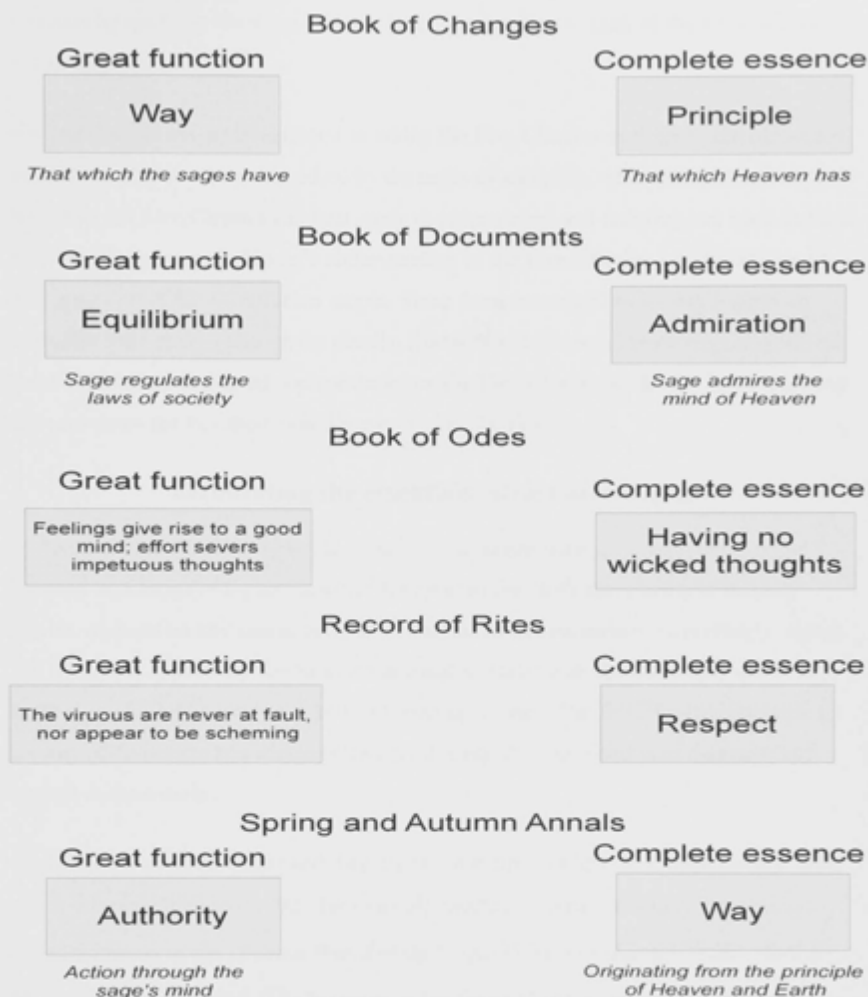 Book of Changes
Great function
Complete essence
Way
Principle
That which the sages have
That which Heaven has
Book of Documents
Great function
Complete essence
Equilibrium
Admiration
Sage regulates the
laws of society
Sage admires the
mind of Heaven
Book of Odes
Great function
Complete essence
Feelings give rise to a good
mind; effort severs
impetuous thoughts
Having no
wicked thoughts
Record of Rites
Great function
Complete essence
The viruous are never at fault,
nor appear to be scheming
Respect
Spring and Autumn Annals
Great function
Complete essence
Authority
Way
Action through the
sage's mind
Originating from the principle
of Heaven and Earth